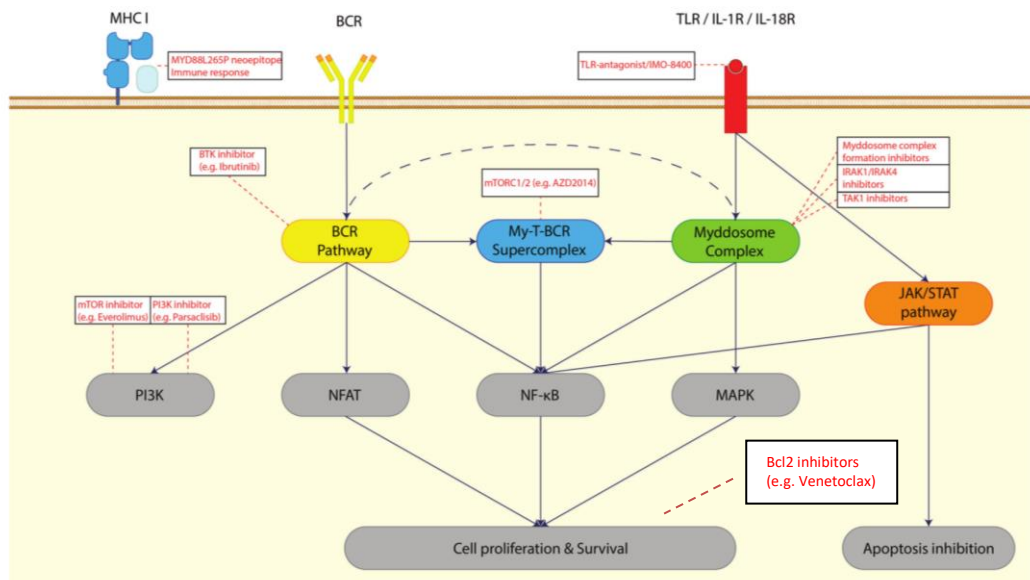 MHC I
BCR
TLR / IL-1R / IL-18R
MYD88L265P neoepitope
Immune response
TLR-antagonist/IMO-8400
BTK inhibitor
(e.g. Ibrutinib)
mTORC1/2 (e.g. AZD2014)
Myddosome complex
formation inhibitors
IRAK1/IRAK4
inhibitors
TAK1 inhibitors
BCR
Pathway
My-T-BCR
Supercomplex
Myddosome
Complex
JAK/STAT
pathway
mTOR inhibitor
(e.g. Everolimus)
PI3K inhibitor
(e.g. Parsaclisib)
PI3K
NFAT
NF-κB
MAPK
Bcl2 inhibitors
(e.g. Venetoclax)
Cell proliferation & Survival
Apoptosis inhibition